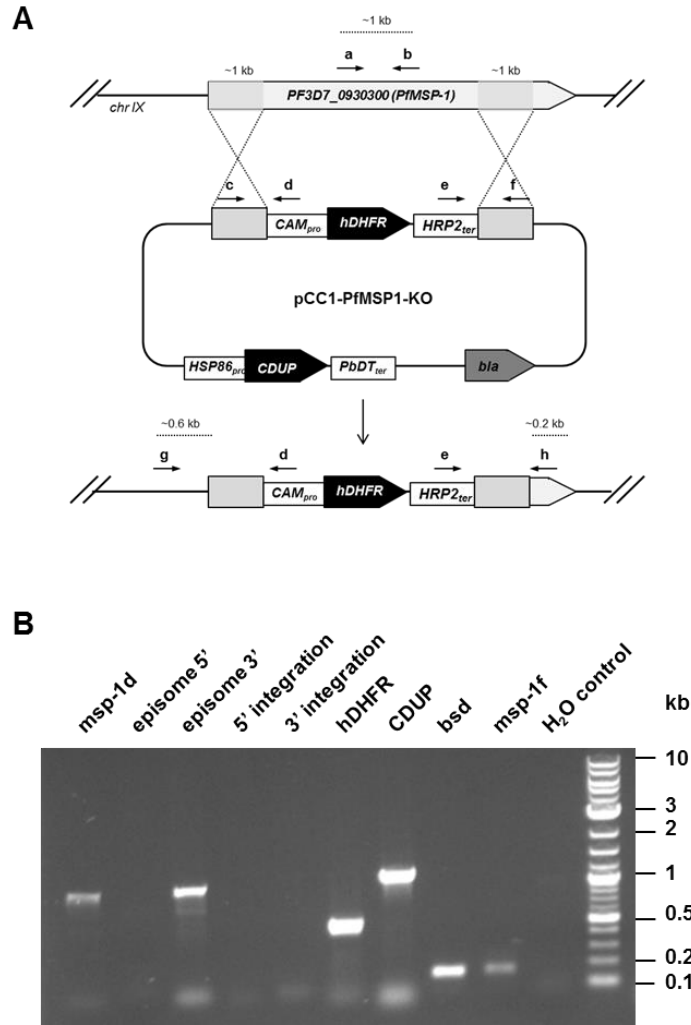 A
~1 kb
a b
~1 kb ~1 kb
PF3D7_0930300 (PfMSP-1)
chr IX
c d e f
CAMpro hDHFR HRP2ter
pCC1-PfMSP1-KO
HSP86pro CDUP PbDTter bla
~0.6 kb ~0.2 kb
g d e h
CAMpro hDHFR HRP2ter
B
msp-1d
episome 5'
episome 3'
5' integration
3' integration
hDHFR
CDUP
bsd
msp-1f
H2O control
kb
10
3
2
1
0.5
0.2
0.1